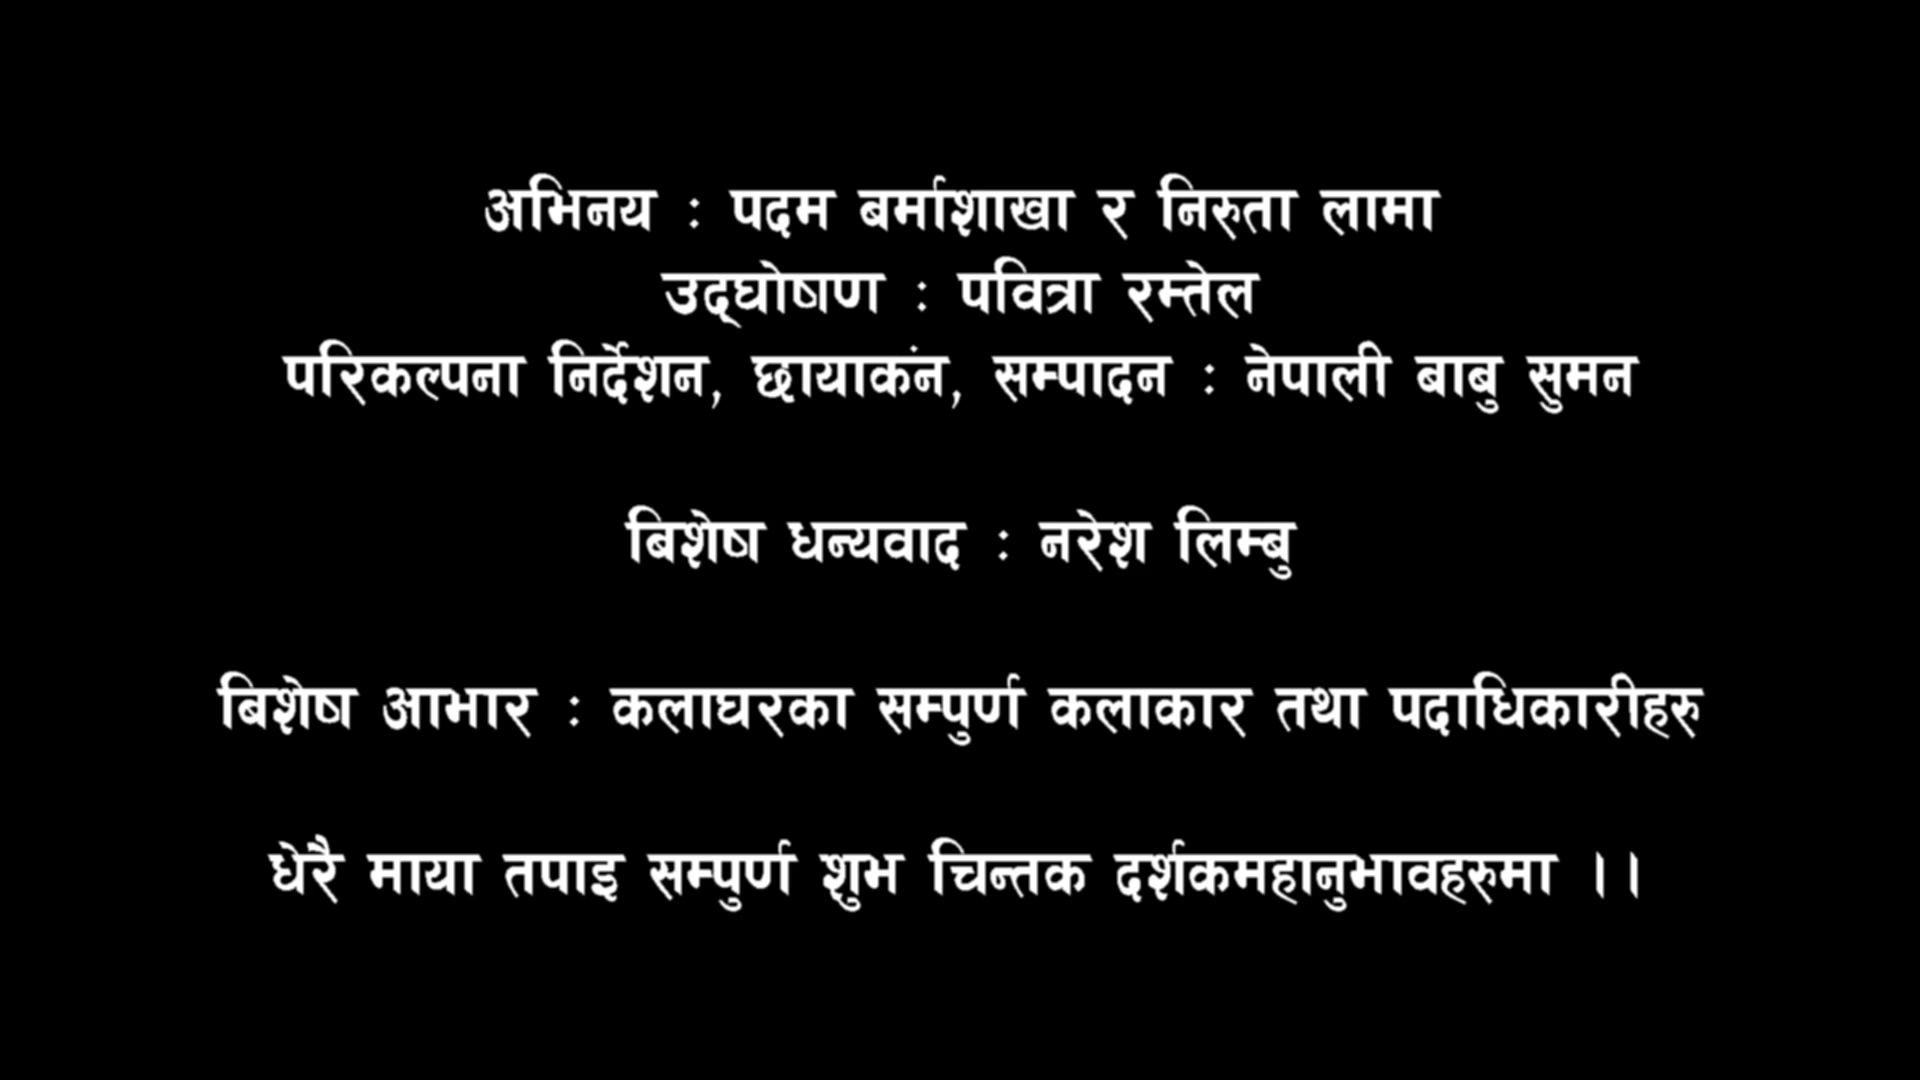 अभिनय : पदम बर्माशाखा र निरुता लामा
उद्घोषण : पवित्रा रम्तेल
परिकल्पना निर्देशन, छायाकंन, सम्पादन : नेपाली बाबु सुमन
बिशेष धन्यवाद : नरेश लिम्बु
बिशेष आभार : कलाघरका सम्पुर्ण कलाकार तथा पदाधिकारीहरु
धेरै माया तपाइ सम्पुर्ण शुभ चिन्तक दर्शकमहानुभावहरुमा ।।